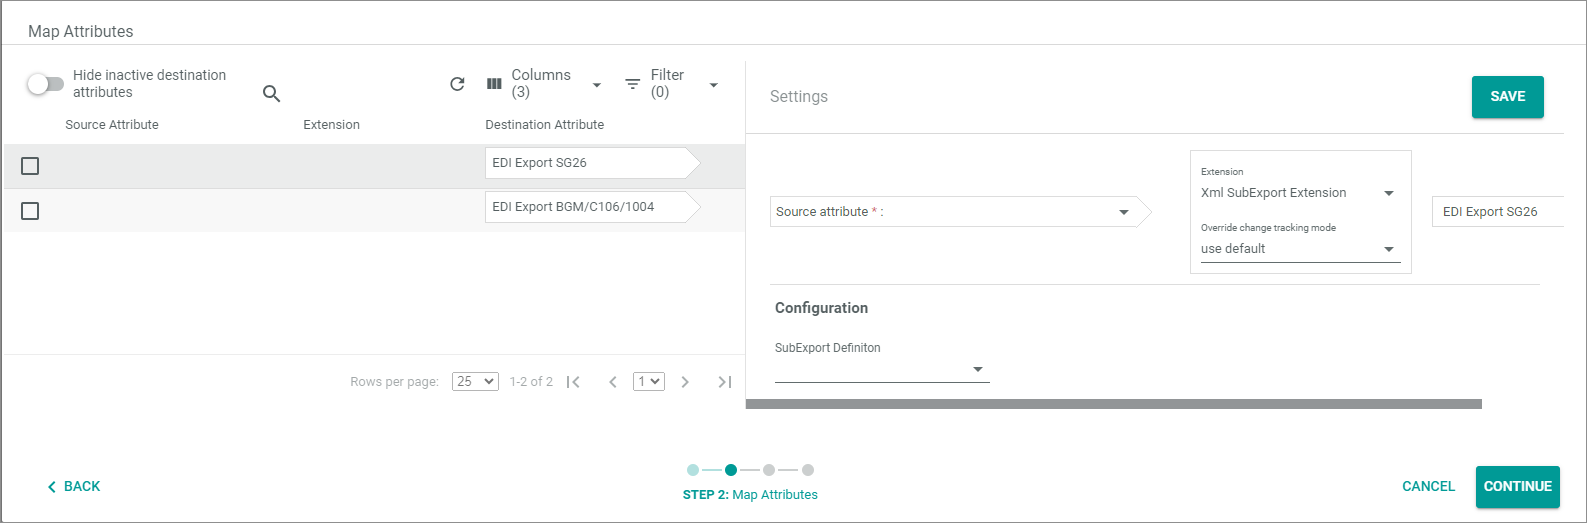 Map Attributes
Hide inactive destination
attributes
Columns
(3)
Filter
(0)
Source Attribute
Extension
Destination Attribute
EDI Export SG26
EDI Export BGM/C106/1004
Rows per page:
25
1-2 of 2
1
Settings
SAVE
Source attribute * :
Extension
Xml SubExport Extension
Override change tracking mode
use default
EDI Export SG26
Configuration
SubExport Definiton
BACK
STEP 2: Map Attributes
CANCEL
CONTINUE